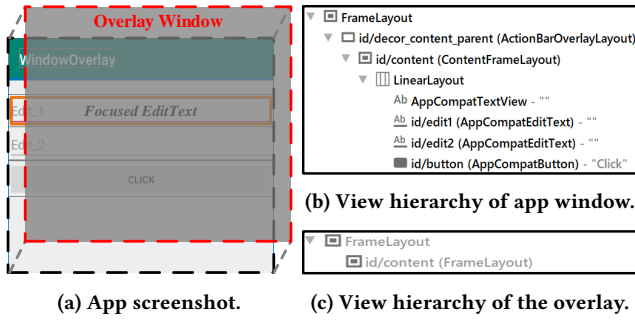 Overlay Window
WindowOverlay
Edit_1
Focused EditText
Edit_2
CLICK
(a) App screenshot.
FrameLayout
id/decor_content_parent (ActionBarOverlayLayout)
id/content (ContentFrameLayout)
LinearLayout
Ab AppCompatTextView - ""
Ab id/edit1 (AppCompatEditText) - ""
Ab id/edit2 (AppCompatEditText) - ""
id/button (AppCompatButton) - "Click"
(b) View hierarchy of app window.
FrameLayout
id/content (FrameLayout)
(c) View hierarchy of the overlay.